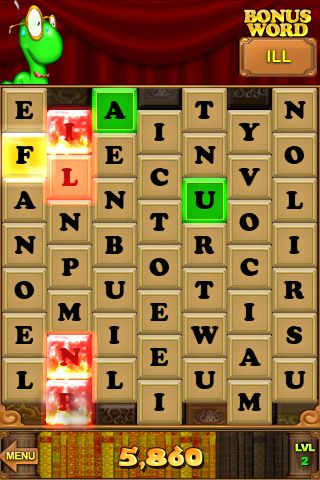 BONUS
WORD
ILL
E A T N
I Y
F E N O
L C V
A N U L
N T O
N B R I
P O C
O U T R
M E I
E I W S
N E A
L L U U
I M
MENU
5,860
LVL
2